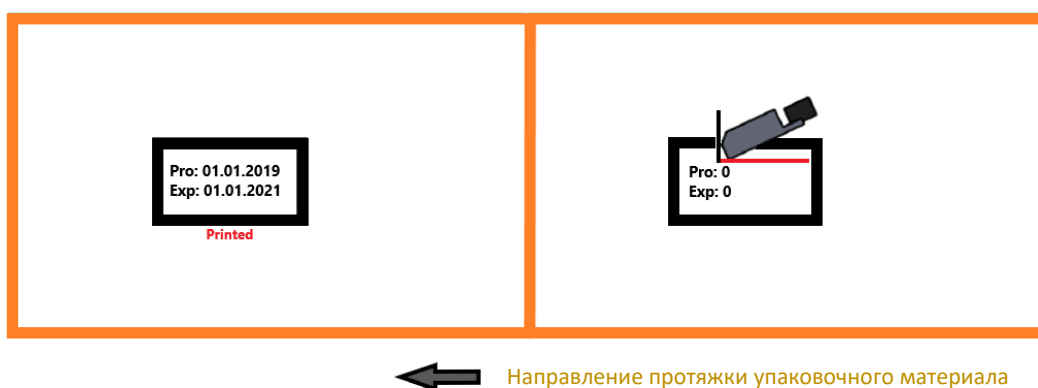 Pro: 01.01.2019
Exp: 01.01.2021
Printed
Pro: 0
Exp: 0
Направление протяжки упаковочного материала